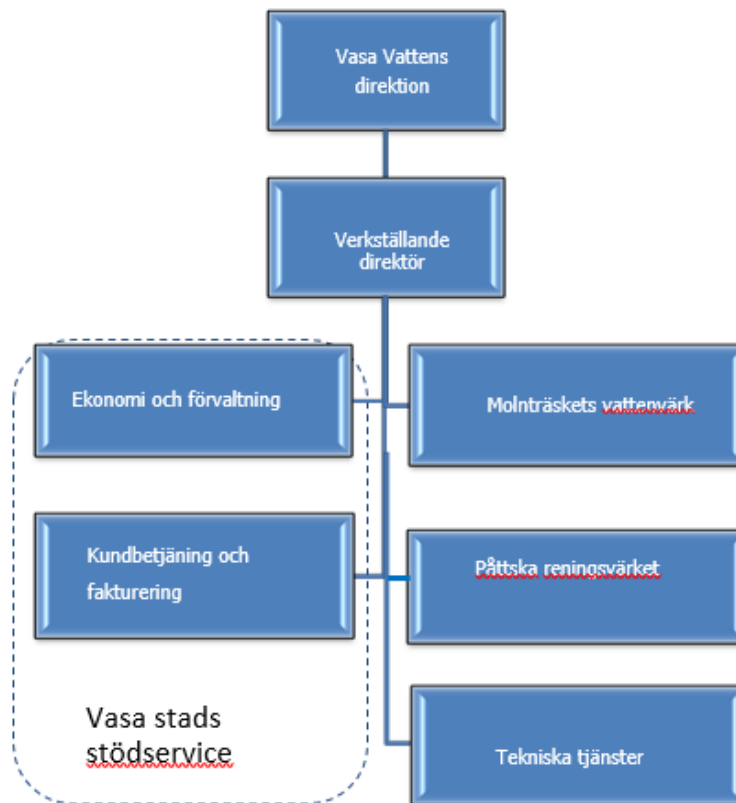 Vasa Vattens
direktion
Verkställande
direktör
Ekonomi och förvaltning
Molnträskets vattenvärk
Kundbetjäning och
fakturering
Påttska reningsvärket
Vasa stads
stödservice
Tekniska tjänster